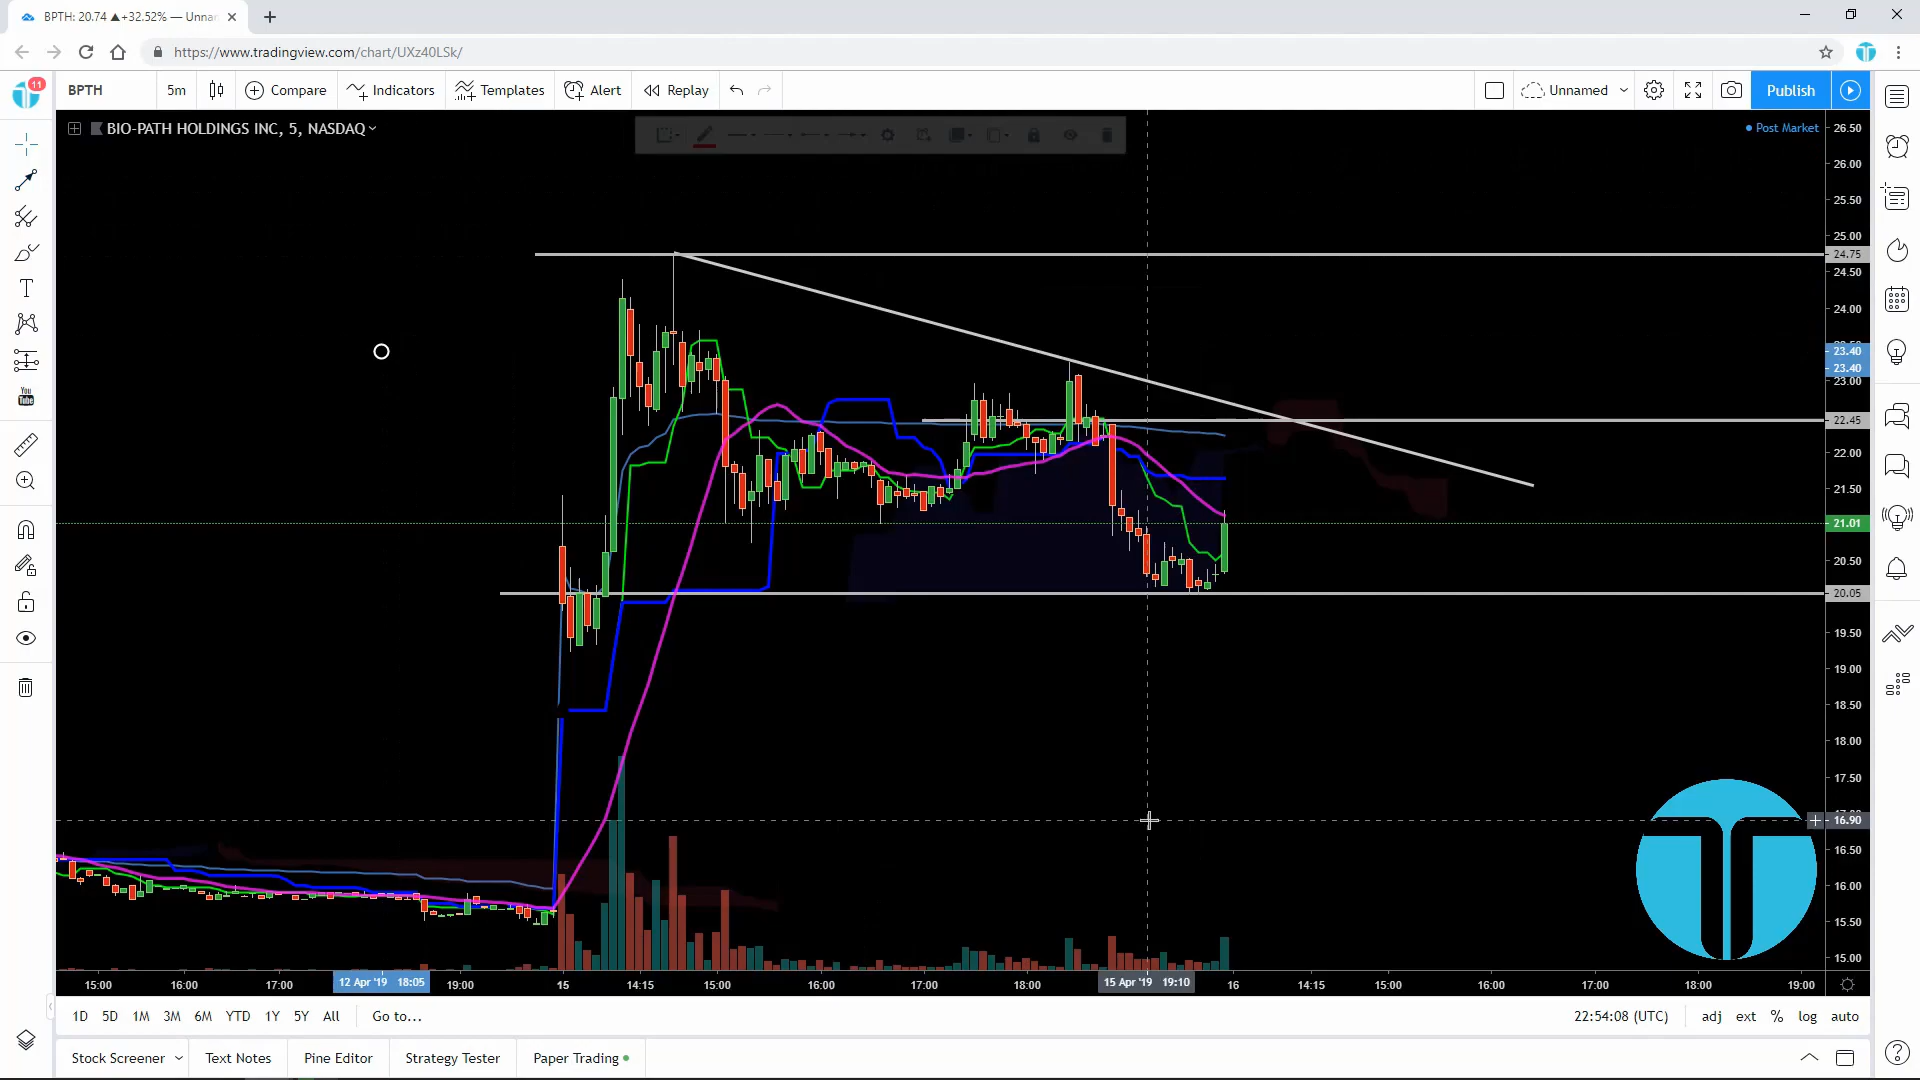 BPTH: 20.74 ▲+32.52% — Unna
https://www.tradingview.com/chart/UXz40LSk/
11
BPTH
5m
Compare
Indicators
Templates
Alert
Replay
Unnamed
Publish
BIO-PATH HOLDINGS INC, 5, NASDAQ
Post Market
26.50
26.00
25.50
25.00
24.75
24.50
24.00
23.40
23.40
23.00
22.45
22.00
21.50
21.01
20.50
20.05
19.50
19.00
18.50
18.00
17.50
16.90
16.50
16.00
15.50
15.00
You
Tube
15:00 16:00 17:00 12 Apr '19 18:05 19:00 15 14:15 15:00 16:00 17:00 18:00 15 Apr '19 19:10 16 14:15 15:00 16:00 17:00 18:00 19:00
1D 5D 1M 3M 6M YTD 1Y 5Y All Go to... 22:54:08 (UTC) adj ext % log auto
Stock Screener Text Notes Pine Editor Strategy Tester Paper Trading